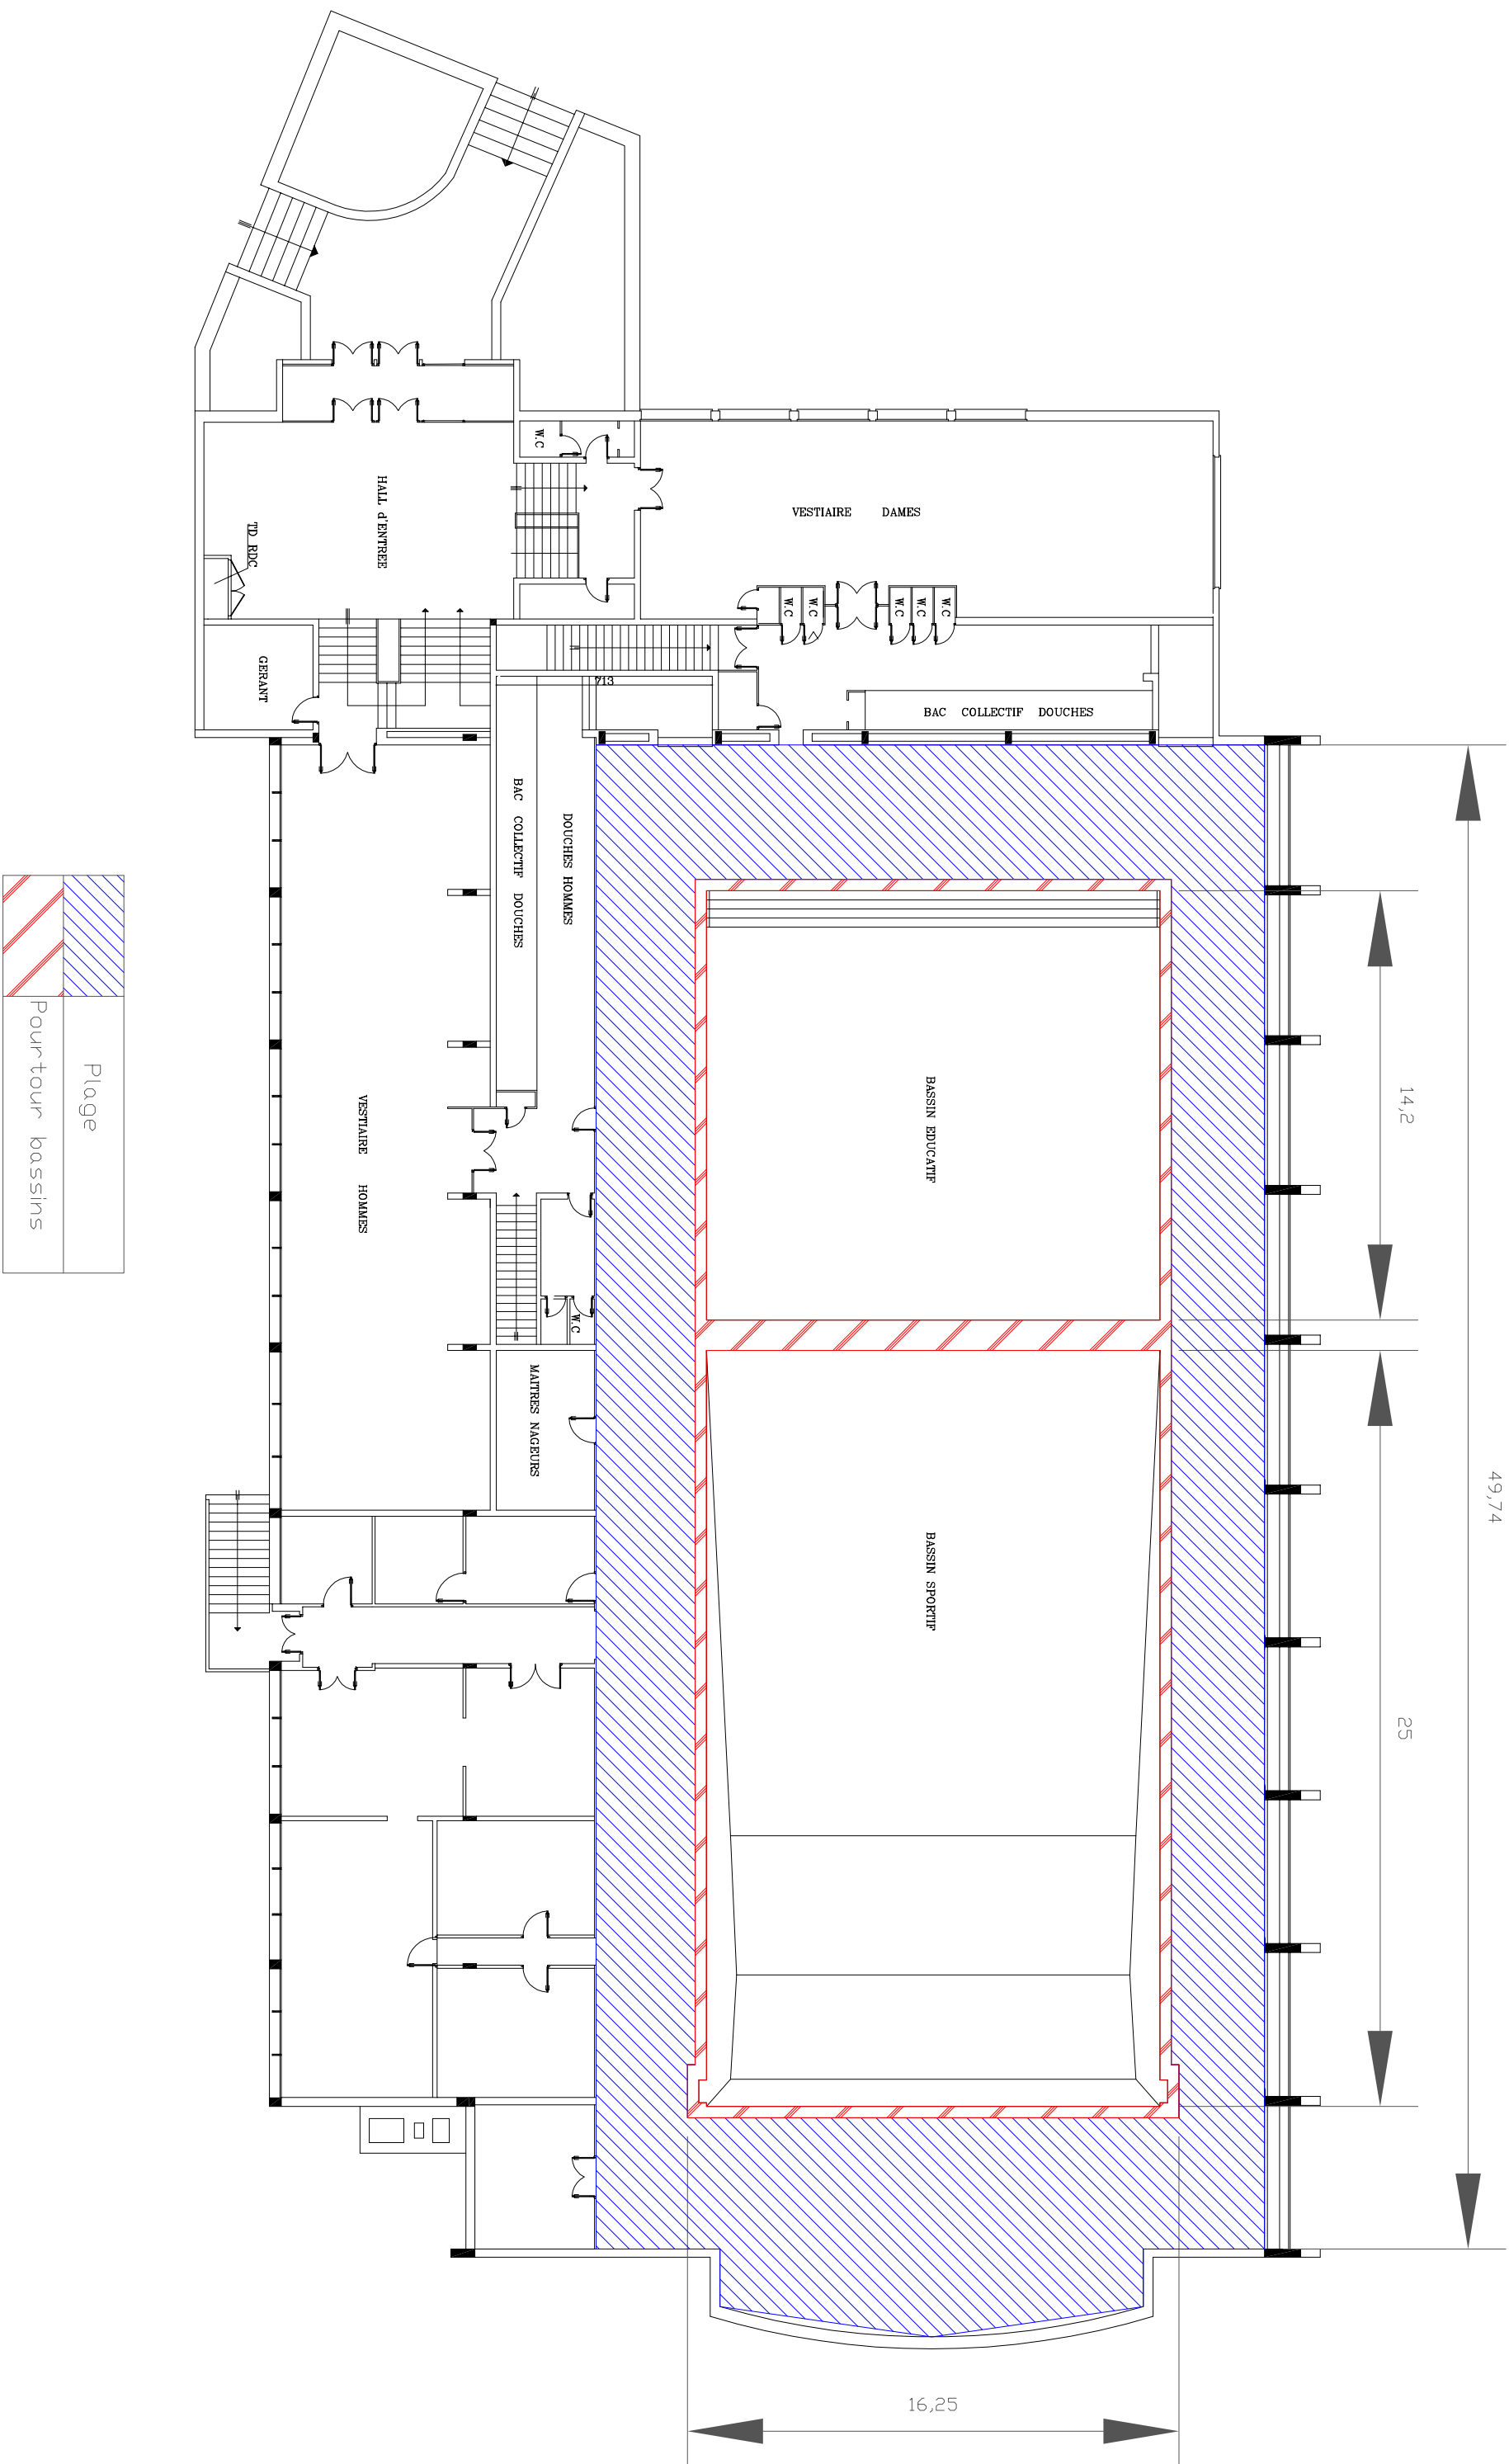 W.C
HALL d'ENTREE
TD RDC
VESTIAIRE DAMES
W.C
W.C
W.C
W.C
W.C
GERANT
713
BAC COLLECTIF DOUCHES
BAC COLLECTIF DOUCHES
DOUCHES HOMMES
VESTIAIRE HOMMES
W.C
MAITRES NAGEURS
BASSIN EDUCATIF
BASSIN SPORTIF
14,2
25
49,74
16,25
Plage
Pourtour bassins